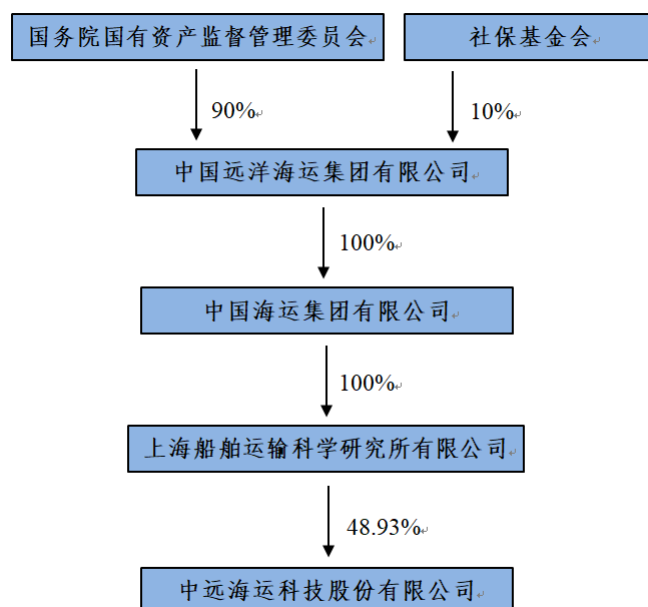 国务院国有资产监督管理委员会
社保基金会
90%
10%
中国远洋海运集团有限公司
100%
中国海运集团有限公司
100%
上海船舶运输科学研究所有限公司
48.93%
中远海运科技股份有限公司